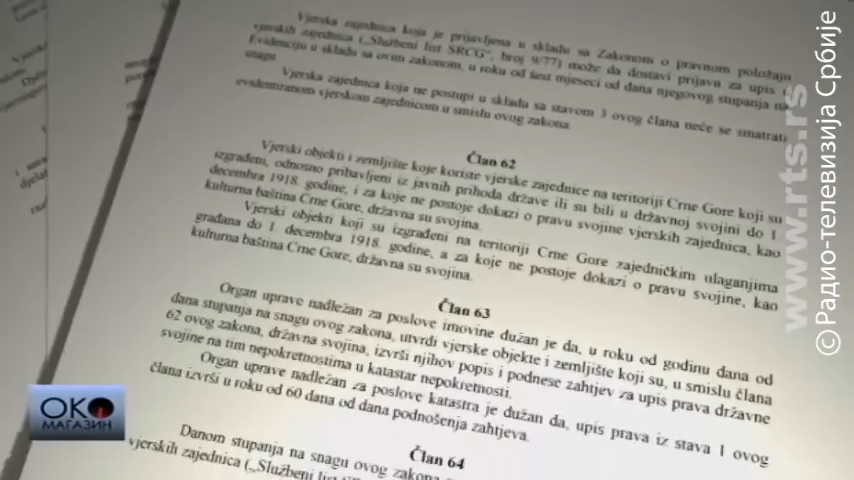 Vjerska zajednica koja je prijavljena u skladu sa Zakonom o pravnom položaju
vjerskih zajednica („Službeni list SRCG", broj 9/77) može da dostavi prijavu za upis u
Evidenciju u skladu sa ovim zakonom, u roku od šest mjeseci od dana njegovog stupanja na
snagu.
Vjerska zajednica koja ne postupi u skladu sa stavom 3 ovog člana neće se smatrati
evidentiranom vjerskom zajednicom u smislu ovog zakona.
Član 62
Vjerski objekti i zemljište koje koriste vjerske zajednice na teritoriji Crne Gore koji su
izgrađeni, odnosno pribavljeni iz javnih prihoda države ili su bili u državnoj svojini do 1.
decembra 1918. godine, i za koje ne postoje dokazi o pravu svojine vjerskih zajednica, kao
kulturna baština Crne Gore, državna su svojina.
Vjerski objekti koji su izgrađeni na teritoriji Crne Gore zajedničkim ulaganjima
građana do 1. decembra 1918. godine, a za koje ne postoje dokazi o pravu svojine, kao
kulturna baština Crne Gore, državna su svojina.
Član 63
Organ uprave nadležan za poslove imovine dužan je da, u roku od godinu dana od
dana stupanja na snagu ovog zakona, utvrdi vjerske objekte i zemljište koji su, u smislu člana
62 ovog zakona, državna svojina, izvrši njihov popis i podnese zahtjev za upis prava državne
svojine na tim nepokretnostima u katastar nepokretnosti.
Organ uprave nadležan za poslove katastra je dužan da, upis prava iz stava 1 ovog
člana izvrši u roku od 60 dana od dana podnošenja zahtjeva.
Član 64
Danom stupanja na snagu ovog zakona
vjerskih zajednica („Službeni list
ОКО
МАГАЗИН
www.rts.rs
© Радио-телевизија Србије